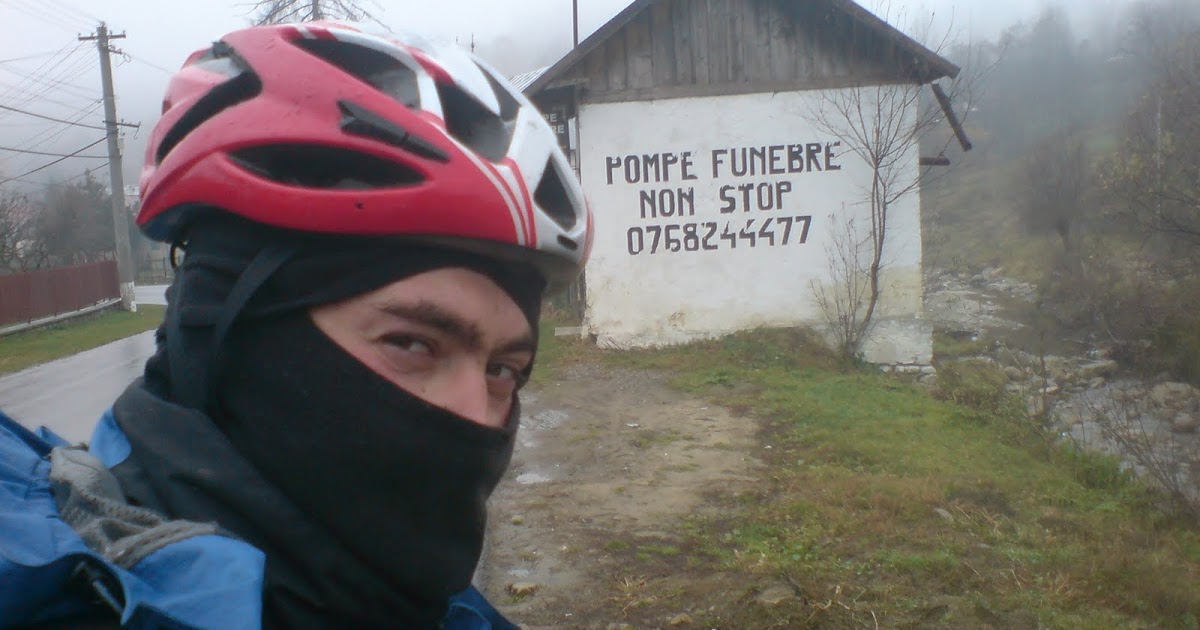 POMPE FUNEBRE
NON STOP
0768244477